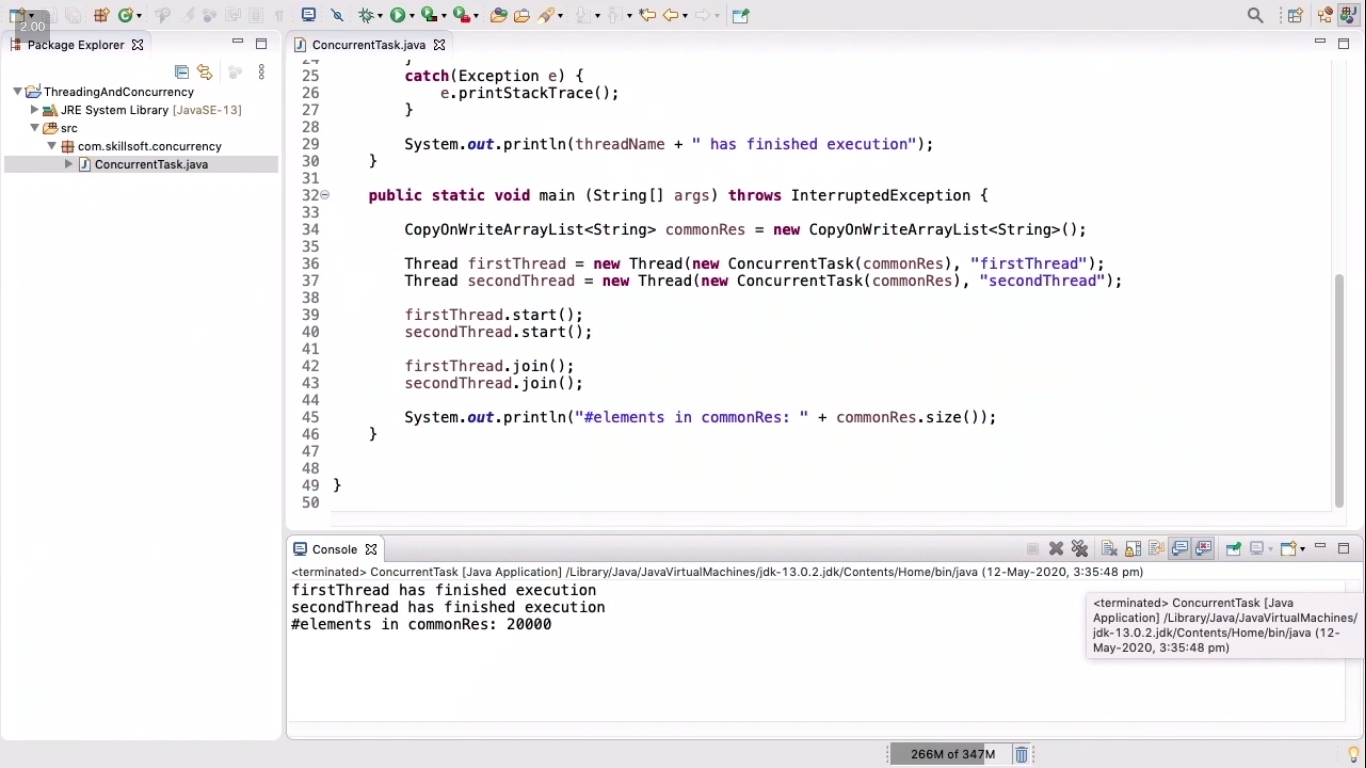 2.00
Package Explorer
ThreadingAndConcurrency
JRE System Library [JavaSE-13]
src
com.skillsoft.concurrency
ConcurrentTask.java
ConcurrentTask.java
24 }
25 catch(Exception e) {
26 e.printStackTrace();
27 }
28
29 System.out.println(threadName + " has finished execution");
30 }
31
32 public static void main (String[] args) throws InterruptedException {
33
34 CopyOnWriteArrayList<String> commonRes = new CopyOnWriteArrayList<String>();
35
36 Thread firstThread = new Thread(new ConcurrentTask(commonRes), "firstThread");
37 Thread secondThread = new Thread(new ConcurrentTask(commonRes), "secondThread");
38
39 firstThread.start();
40 secondThread.start();
41
42 firstThread.join();
43 secondThread.join();
44
45 System.out.println("#elements in commonRes: " + commonRes.size());
46 }
47
48
49 }
50
Console
<terminated> ConcurrentTask [Java Application] /Library/Java/JavaVirtualMachines/jdk-13.0.2.jdk/Contents/Home/bin/java (12-May-2020, 3:35:48 pm)
firstThread has finished execution
secondThread has finished execution
#elements in commonRes: 20000
<terminated> ConcurrentTask [Java
Application] /Library/Java/JavaVirtualMachines/
jdk-13.0.2.jdk/Contents/Home/bin/java (12-
May-2020, 3:35:48 pm)
266M of 347M